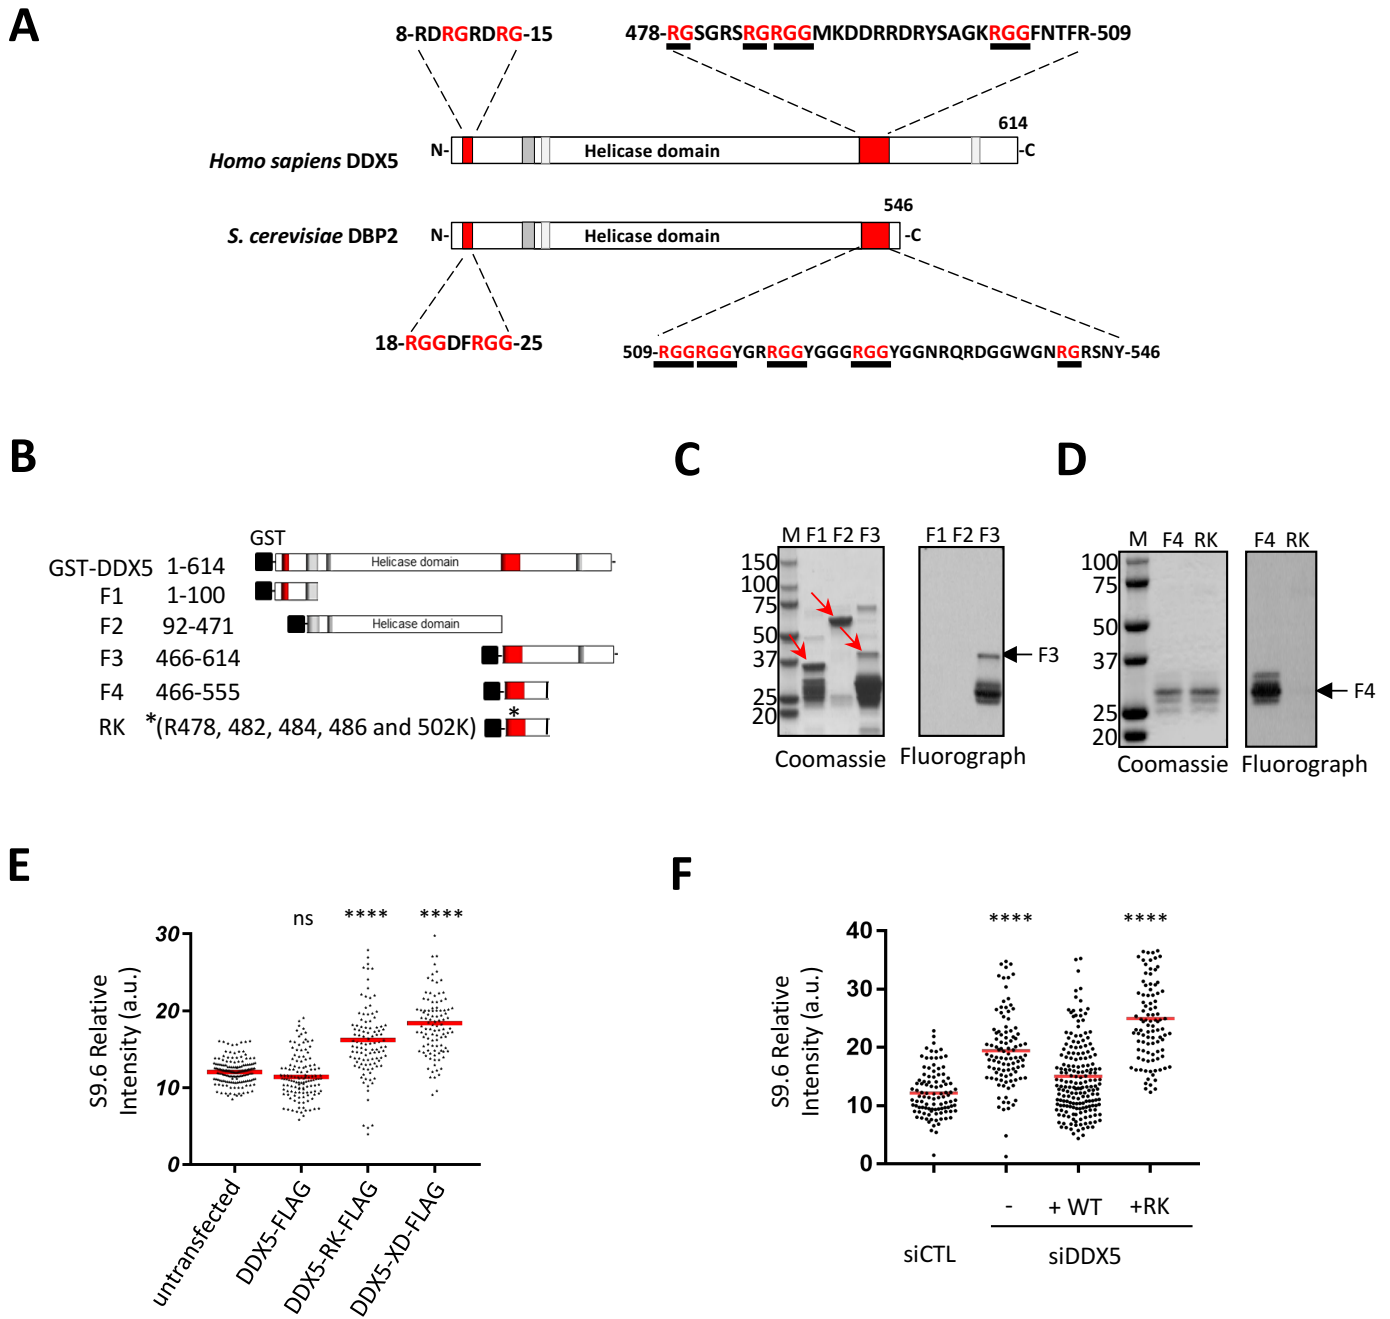 A
8-RDRGRDRG-15
478-RGSGRSRGRGGMKDDRRDRYSAGKRGGFNTFR-509
614
Homo sapiens DDX5
N-
Helicase domain
-C
546
S. cerevisiae DBP2
N-
Helicase domain
-C
18-RGGDFRGG-25
509-RGGRGGYGRRGGYGGGRGGYGGNRQRDGGWGNRGRSNY-546
B
GST
GST-DDX5 1-614
Helicase domain
F1 1-100
F2 92-471
Helicase domain
F3 466-614
F4 466-555
*
RK *(R478, 482, 484, 486 and 502K)
C
M F1 F2 F3
F1 F2 F3
150
100
75
50
37
25
20
F3
Coomassie
Fluorograph
D
M F4 RK
F4 RK
100
75
50
37
25
20
F4
Coomassie
Fluorograph
E
ns
****
****
30
20
10
0
S9.6 Relative
Intensity (a.u.)
untransfected
DDX5-FLAG
DDX5-RK-FLAG
DDX5-XD-FLAG
F
****
****
40
30
20
10
0
S9.6 Relative
Intensity (a.u.)
- + WT +RK
siCTL
siDDX5